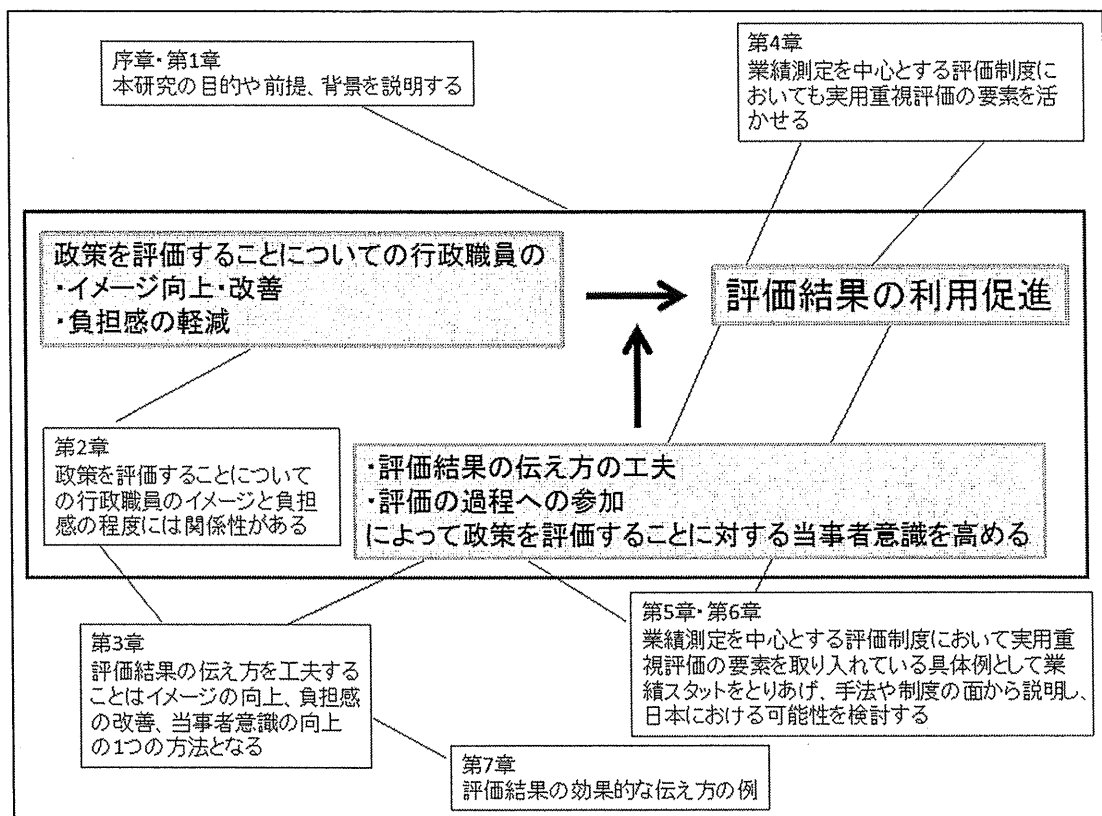 序章・第1章
本研究の目的や前提、背景を説明する
第4章
業績測定を中心とする評価制度に
おいても実用重視評価の要素を活
かせる
政策を評価することについての行政職員の
・イメージ向上・改善
・負担感の軽減
評価結果の利用促進
第2章
政策を評価することについて
の行政職員のイメージと負担
感の程度には関係性がある
・評価結果の伝え方の工夫
・評価の過程への参加
によって政策を評価することに対する当事者意識を高める
第3章
評価結果の伝え方を工夫する
ことはイメージの向上、負担感
の改善、当事者意識の向上
の1つの方法となる
第5章・第6章
業績測定を中心とする評価制度において実用重
視評価の要素を取り入れている具体例として業
績スタットをとりあげ、手法や制度の面から説明し、
日本における可能性を検討する
第7章
評価結果の効果的な伝え方の例